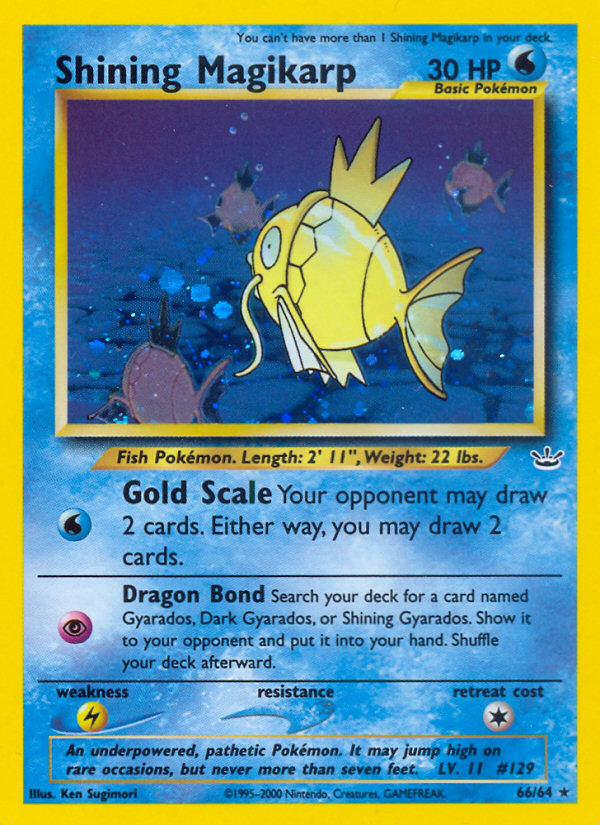 You can't have more than 1 Shining Magikarp in your deck.
Shining Magikarp 30 HP
Basic Pokémon
Fish Pokémon. Length: 2' 11", Weight: 22 lbs.
Gold Scale Your opponent may draw
2 cards. Either way, you may draw 2
cards.
Dragon Bond Search your deck for a card named
Gyarados, Dark Gyarados, or Shining Gyarados. Show it
to your opponent and put it into your hand. Shuffle
your deck afterward.
weakness resistance retreat cost
An underpowered, pathetic Pokémon. It may jump high on
rare occasions, but never more than seven feet. LV. 11 #129
Illus. Ken Sugimori ©1995-2000 Nintendo, Creatures, GAMEFREAK. 66/64 ★